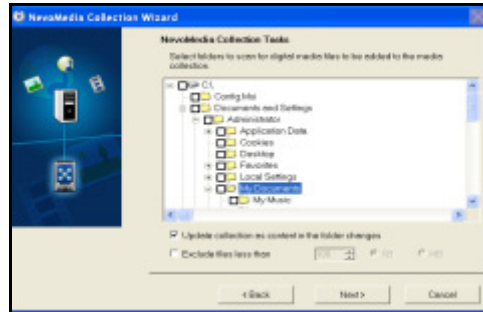 NevoMedia Collection Wizard
NevoMedia Collection Tasks
Select folders to scan for digital media files to be added to the media
collection.
C:\
Config.Msi
Documents and Settings
Administrator
Application Data
Cookies
Desktop
Favorites
Local Settings
My Documents
My Music
Update collection as content in the folder changes
Exclude files less than
< Back Next > Cancel